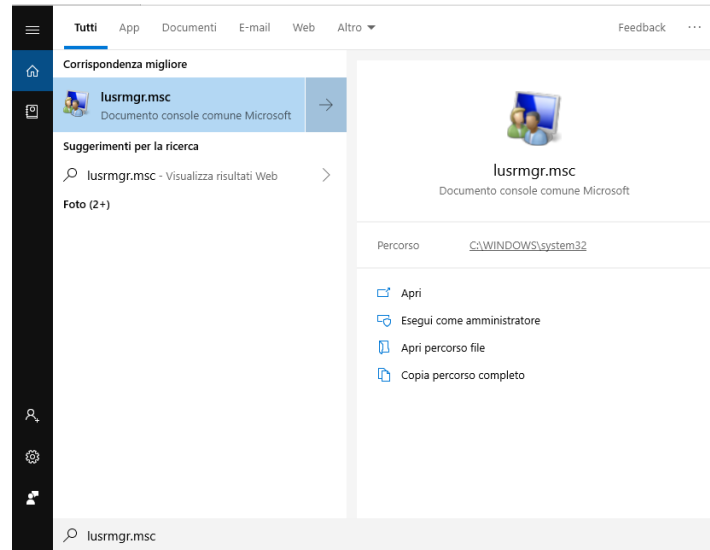 Tutti App Documenti E-mail Web Altro Feedback ...
Corrispondenza migliore
lusrmgr.msc
Documento console comune Microsoft
Suggerimenti per la ricerca
lusrmgr.msc - Visualizza risultati Web
Foto (2+)
lusrmgr.msc
Documento console comune Microsoft
Percorso C:\WINDOWS\system32
Apri
Esegui come amministratore
Apri percorso file
Copia percorso completo
lusrmgr.msc